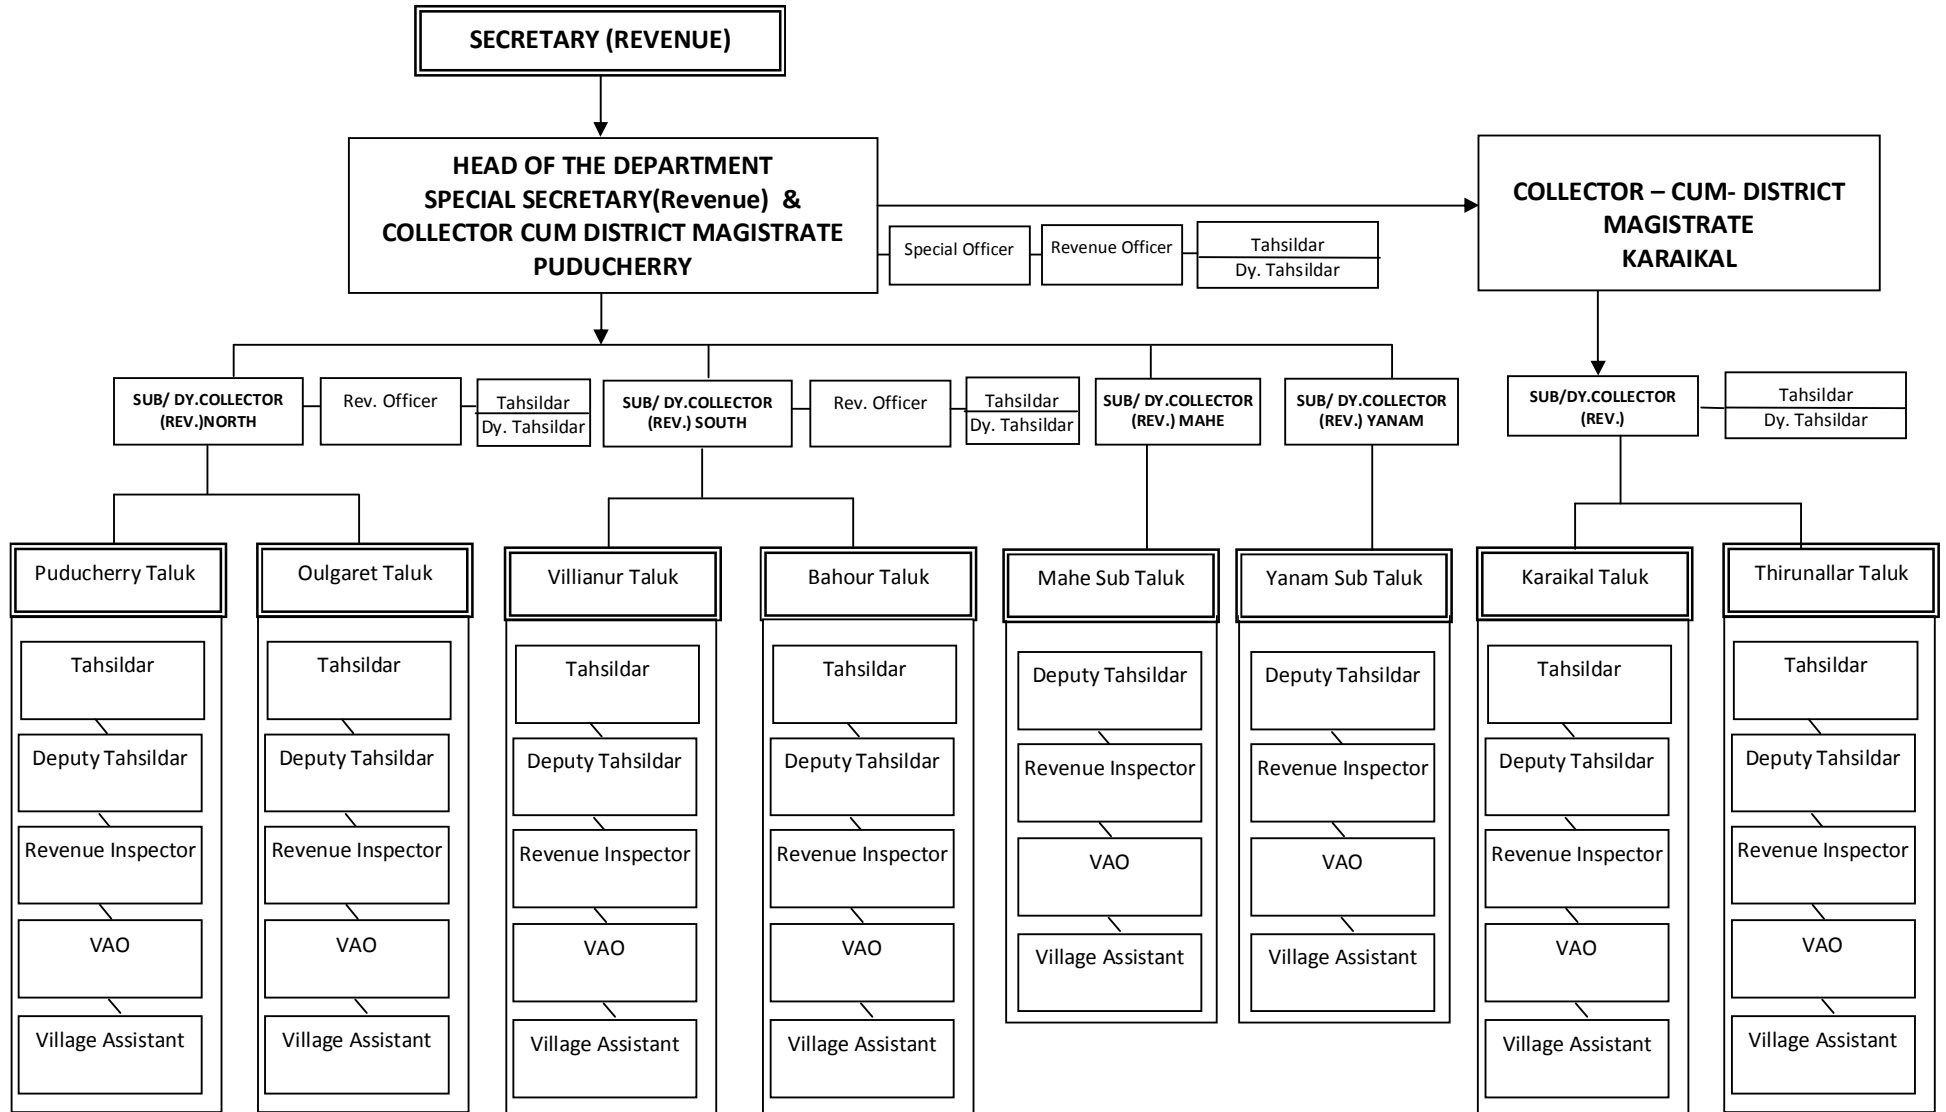 SECRETARY (REVENUE)
HEAD OF THE DEPARTMENT
SPECIAL SECRETARY(Revenue) &
COLLECTOR CUM DISTRICT MAGISTRATE
PUDUCHERRY
Special Officer
Revenue Officer
Tahsildar
Dy. Tahsildar
COLLECTOR – CUM- DISTRICT
MAGISTRATE
KARAIKAL
SUB/ DY.COLLECTOR
(REV.)NORTH
Rev. Officer
Tahsildar
Dy. Tahsildar
SUB/ DY.COLLECTOR
(REV.) SOUTH
Rev. Officer
Tahsildar
Dy. Tahsildar
SUB/ DY.COLLECTOR
(REV.) MAHE
SUB/ DY.COLLECTOR
(REV.) YANAM
SUB/DY.COLLECTOR
(REV.)
Tahsildar
Dy. Tahsildar
Puducherry Taluk
Tahsildar
Deputy Tahsildar
Revenue Inspector
VAO
Village Assistant
Oulgaret Taluk
Tahsildar
Deputy Tahsildar
Revenue Inspector
VAO
Village Assistant
Villianur Taluk
Tahsildar
Deputy Tahsildar
Revenue Inspector
VAO
Village Assistant
Bahour Taluk
Tahsildar
Deputy Tahsildar
Revenue Inspector
VAO
Village Assistant
Mahe Sub Taluk
Deputy Tahsildar
Revenue Inspector
VAO
Village Assistant
Yanam Sub Taluk
Deputy Tahsildar
Revenue Inspector
VAO
Village Assistant
Karaikal Taluk
Tahsildar
Deputy Tahsildar
Revenue Inspector
VAO
Village Assistant
Thirunallar Taluk
Tahsildar
Deputy Tahsildar
Revenue Inspector
VAO
Village Assistant